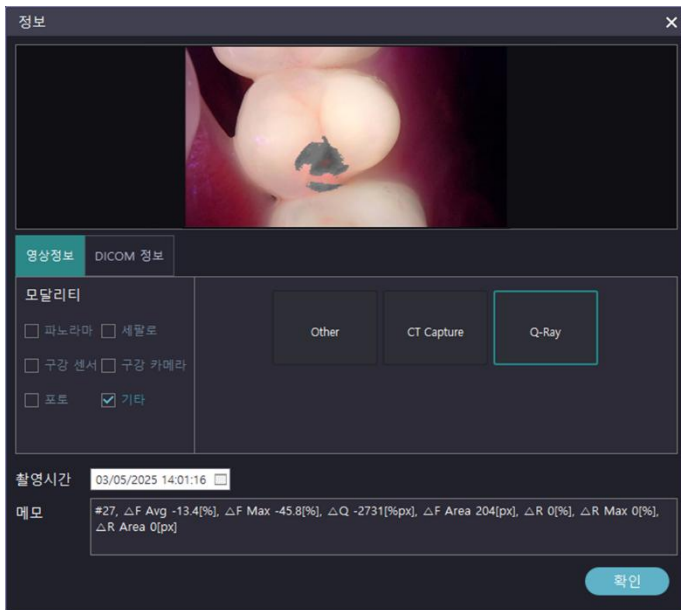 정보
영상정보 DICOM 정보
모달리티
파노라마 세팔로
구강 센서 구강 카메라
포토 기타
Other CT Capture Q-Ray
촬영시간 03/05/2025 14:01:16
메모 #27, △F Avg -13.4[%], △F Max -45.8[%], △Q -2731[%px], △F Area 204[px], △R 0[%], △R Max 0[%],
△R Area 0[px]
확인